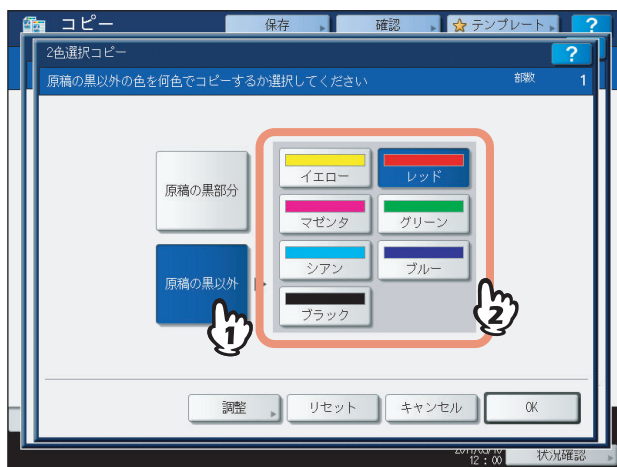 コピー
保存
確認
テンプレート
?
2色選択コピー
?
原稿の黒以外の色を何色でコピーするか選択してください
部数 1
原稿の黒部分
原稿の黒以外
イエロー
レッド
マゼンタ
グリーン
シアン
ブルー
ブラック
1
2
調整
リセット
キャンセル
OK
12:00
状況確認